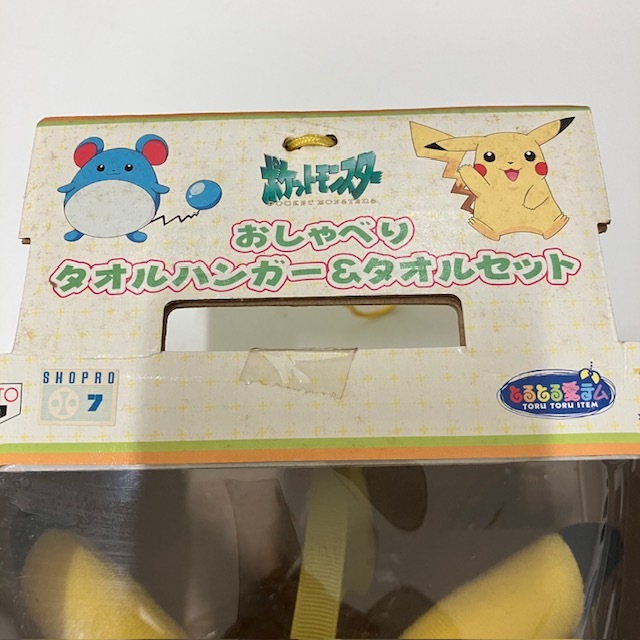 ポケットモンスター
POCKET MONSTERS
おしゃべり
タオルハンガー&タオルセット
SHOPRO
7
とるとる愛テム
TORU TORU ITEM